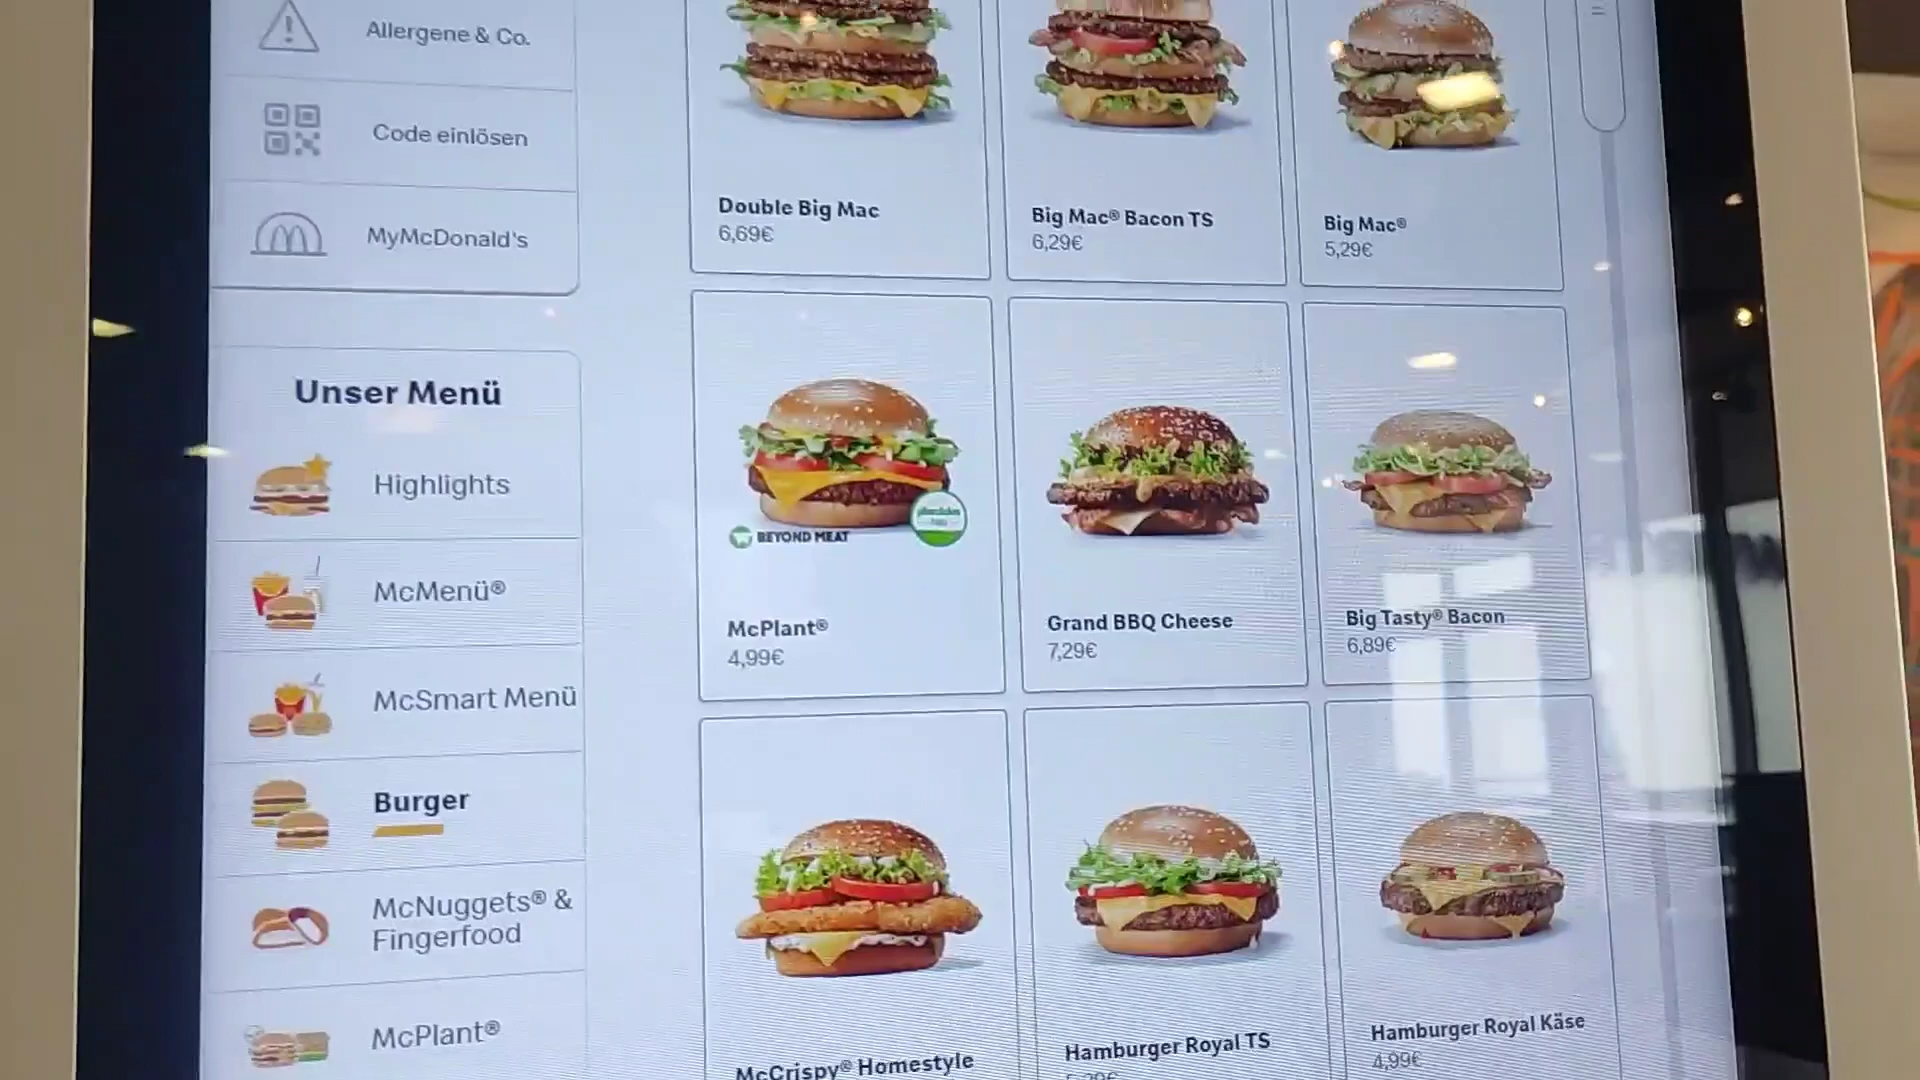 Allergene & Co.
Code einlösen
MyMcDonald's
Unser Menü
Highlights
McMenü®
McSmart Menü
Burger
McNuggets® &
Fingerfood
McPlant®
Double Big Mac
6,69€
Big Mac® Bacon TS
6,29€
Big Mac®
5,29€
BEYOND MEAT
McPlant®
4,99€
Grand BBQ Cheese
7,29€
Big Tasty® Bacon
6,89€
McCrispy® Homestyle
Hamburger Royal TS
Hamburger Royal Käse
4,99€